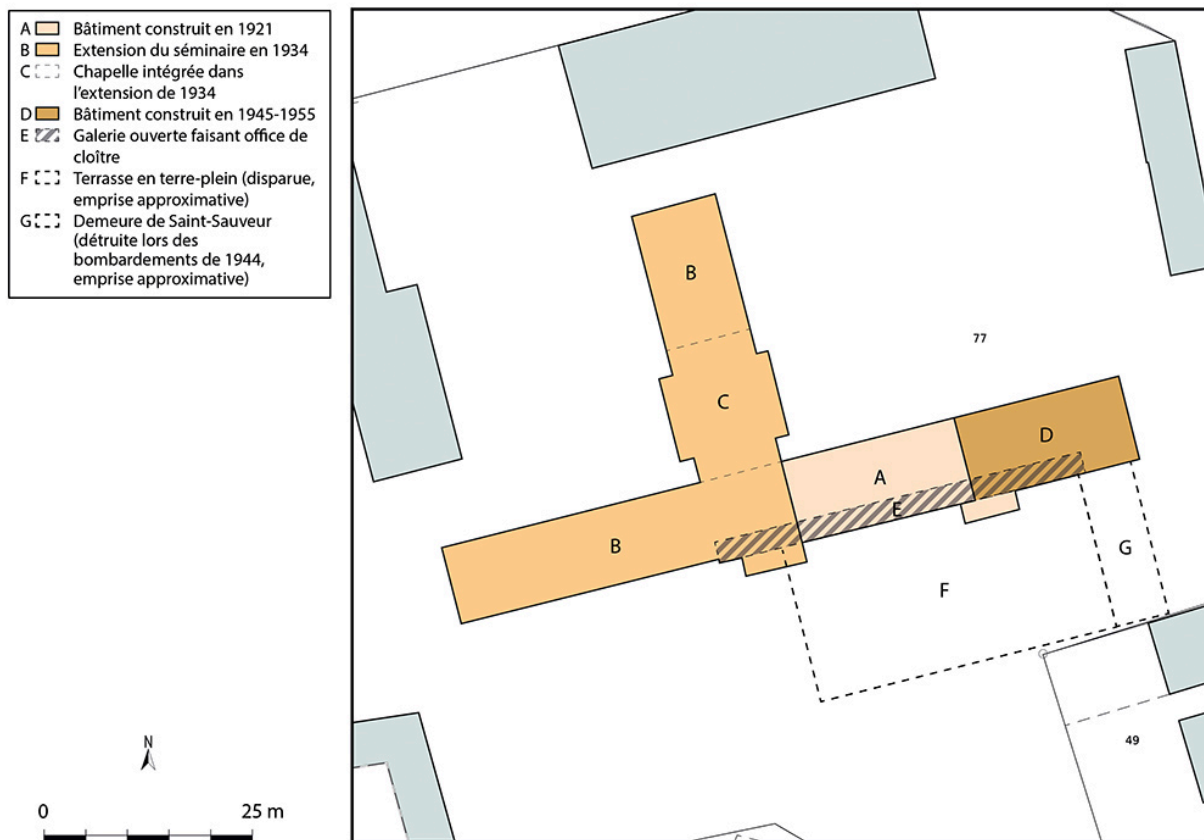 A Bâtiment construit en 1921
B Extension du séminaire en 1934
C Chapelle intégrée dans
l'extension de 1934
D Bâtiment construit en 1945-1955
E Galerie ouverte faisant office de
cloître
F Terrasse en terre-plein (disparue,
emprise approximative)
G Demeure de Saint-Sauveur
(détruite lors des
bombardements de 1944,
emprise approximative)
B
77
C
D
A
E
B
G
F
49
N
0 25 m